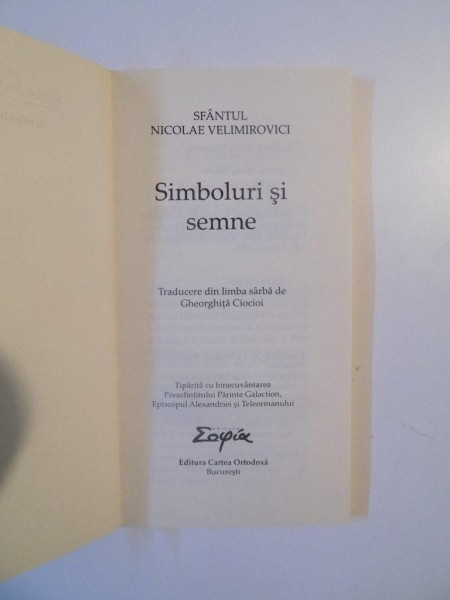 SFÂNTUL
NICOLAE VELIMIROVICI
Simboluri şi
semne
Traducere din limba sârbă de
Gheorghiţă Ciocioi
Tipărită cu binecuvântarea
Preasfinţitului Părinte Galaction,
Episcopul Alexandriei şi Teleormanului
Σοφία
Editura Cartea Ortodoxă
Bucureşti